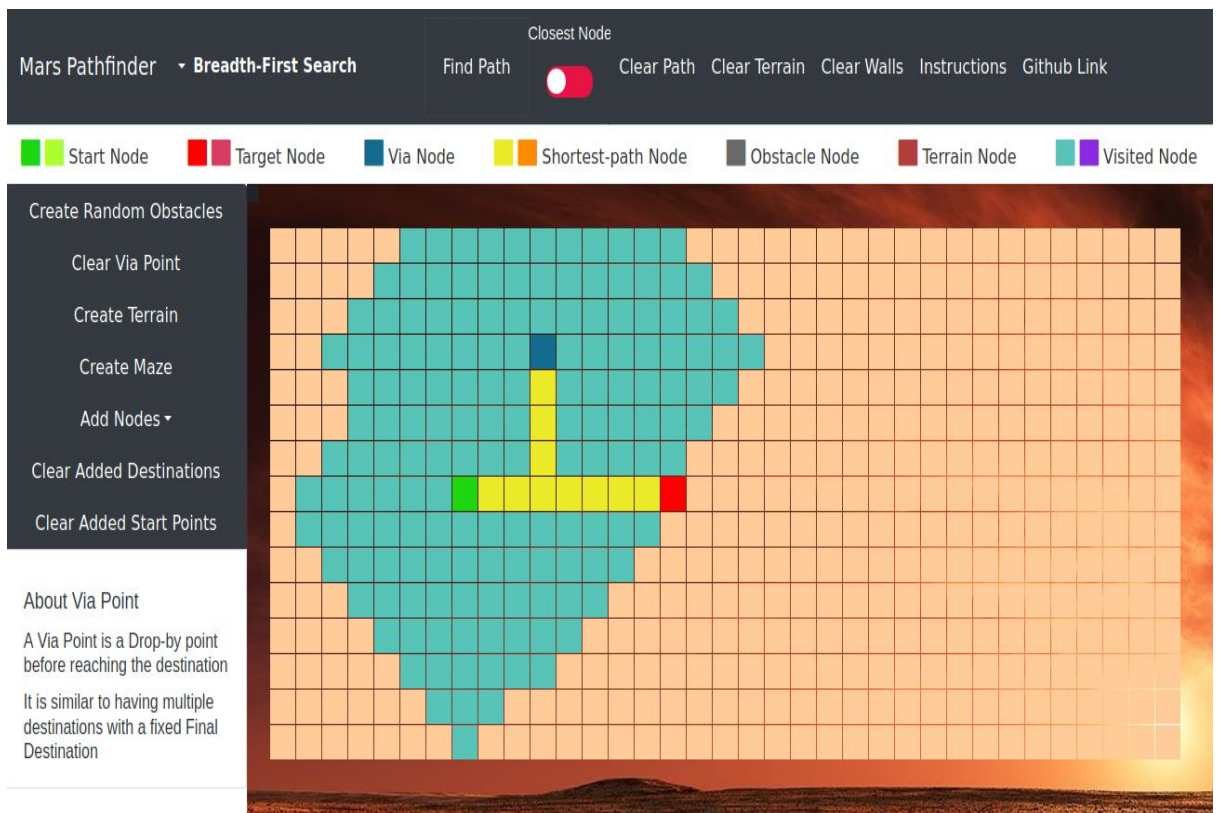 Closest Node
Mars Pathfinder Breadth-First Search Find Path Clear Path Clear Terrain Clear Walls Instructions Github Link
Start Node Target Node Via Node Shortest-path Node Obstacle Node Terrain Node Visited Node
Create Random Obstacles
Clear Via Point
Create Terrain
Create Maze
Add Nodes
Clear Added Destinations
Clear Added Start Points
About Via Point
A Via Point is a Drop-by point
before reaching the destination
It is similar to having multiple
destinations with a fixed Final
Destination